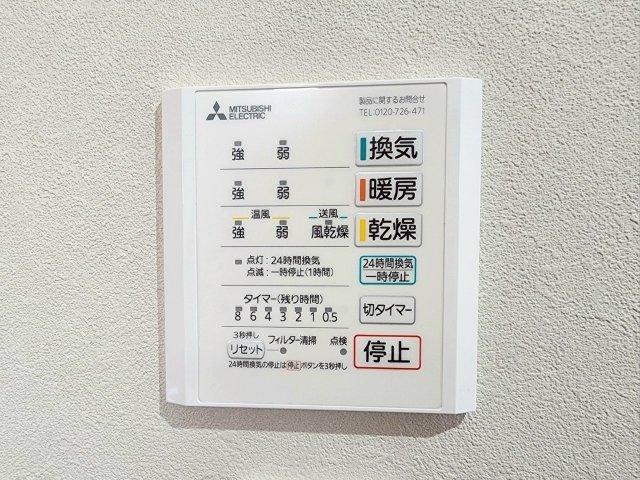 MITSUBISHI
ELECTRIC
製品に関するお問合せ
TEL:0120-726-471
強 弱 換気
強 弱 暖房
温風 送風
強 弱 風乾燥 乾燥
点灯:24時間換気
点滅:一時停止(1時間)
24時間換気
一時停止
タイマー(残り時間)
8 6 4 3 2 1 0.5
切タイマー
3秒押し
リセット フィルター清掃 点検
停止
24時間換気の停止は停止ボタンを3秒押し